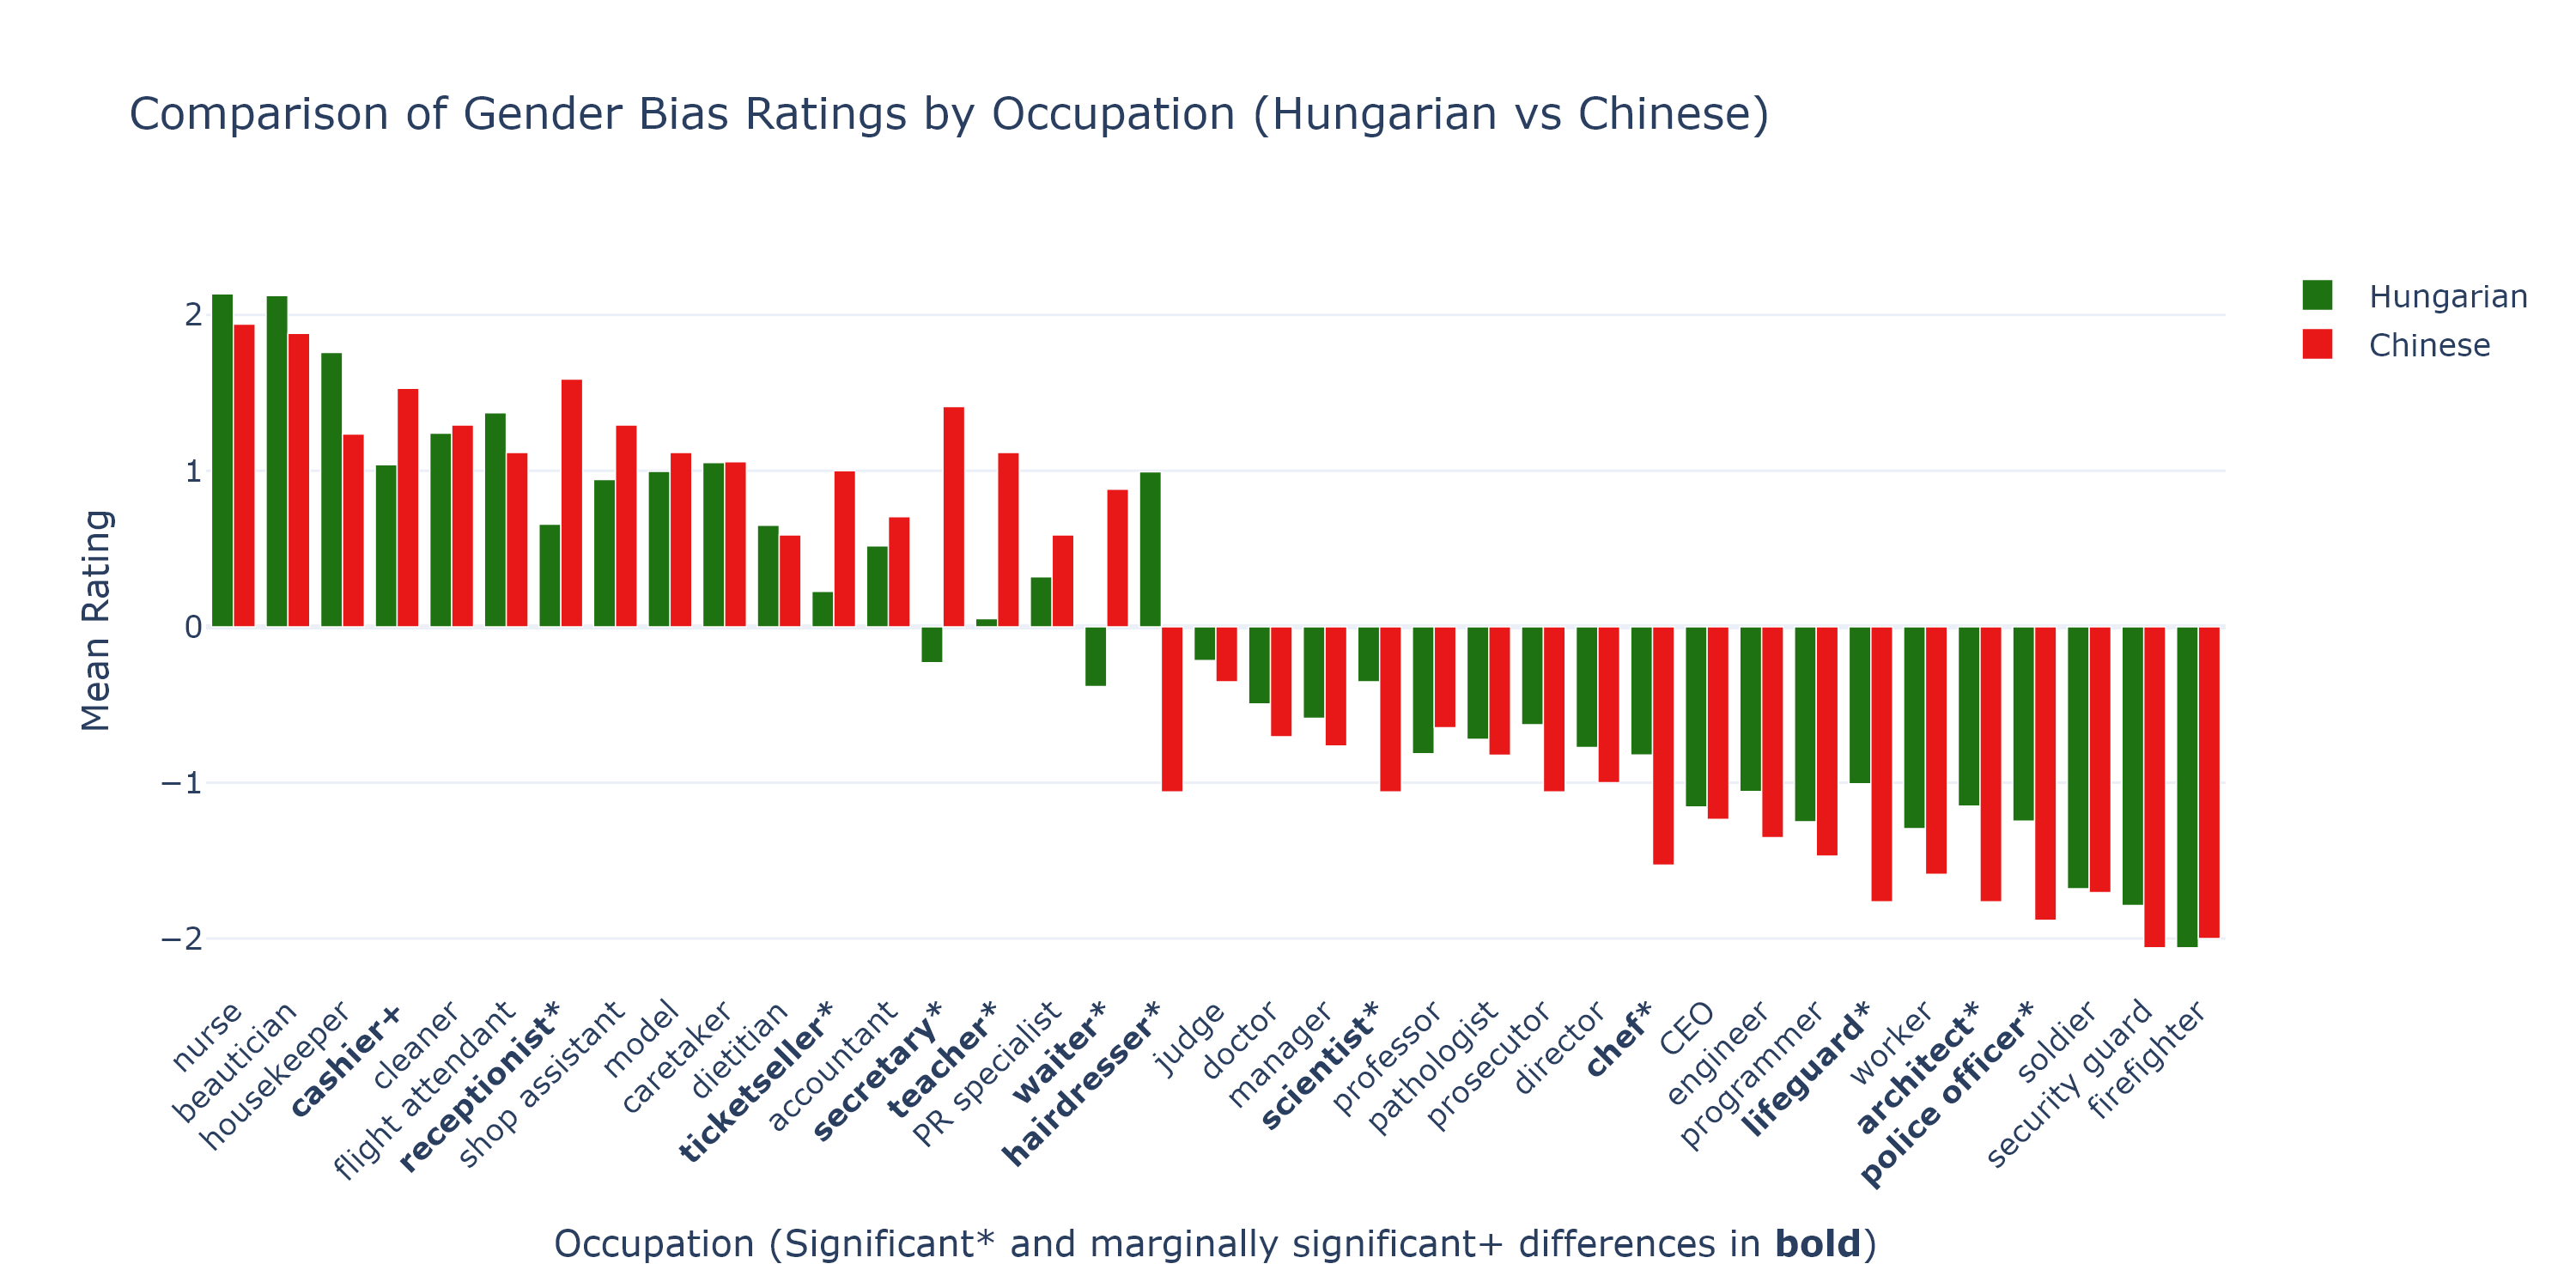 Comparison of Gender Bias Ratings by Occupation (Hungarian vs Chinese)
Hungarian
Chinese
Mean Rating
2
1
0
−1
−2
nurse
beautician
housekeeper
cashier+
cleaner
flight attendant
receptionist*
shop assistant
model
caretaker
dietitian
ticketseller*
accountant
secretary*
teacher*
PR specialist
waiter*
hairdresser*
judge
doctor
manager
scientist*
professor
pathologist
prosecutor
director
chef*
CEO
engineer
programmer
lifeguard*
worker
architect*
police officer*
soldier
security guard
firefighter
Occupation (Significant* and marginally significant+ differences in bold)